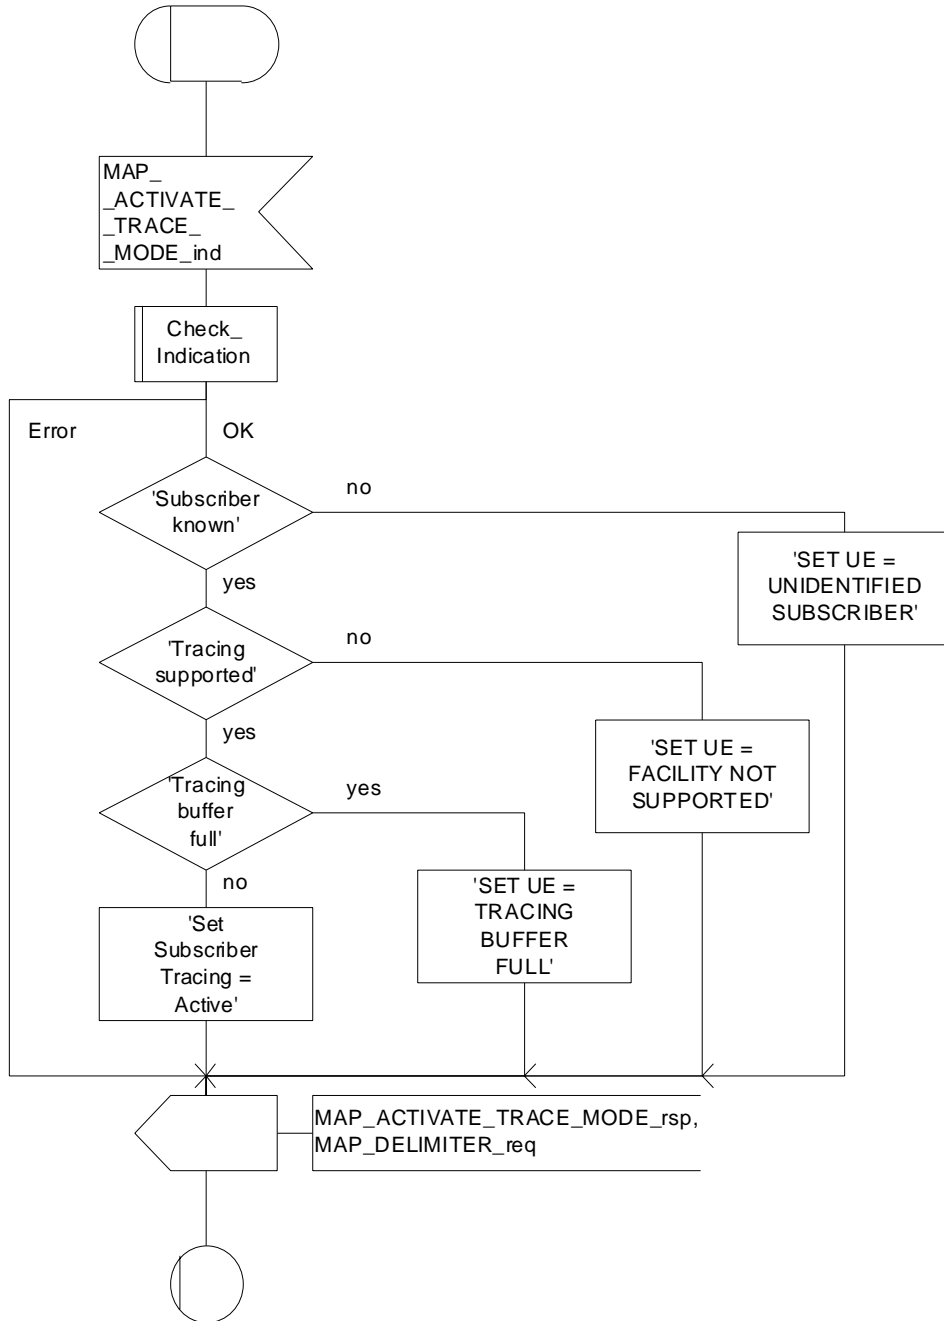 MAP_
_ACTIVATE_
_TRACE_
_MODE_ind
Check_
Indication
Error
OK
'Subscriber
known'
no
'SET UE =
UNIDENTIFIED
SUBSCRIBER'
yes
'Tracing
supported'
no
'SET UE =
FACILITY NOT
SUPPORTED'
yes
'Tracing
buffer
full'
yes
'SET UE =
TRACING
BUFFER
FULL'
no
'Set
Subscriber
Tracing =
Active'
MAP_ACTIVATE_TRACE_MODE_rsp,
MAP_DELIMITER_req